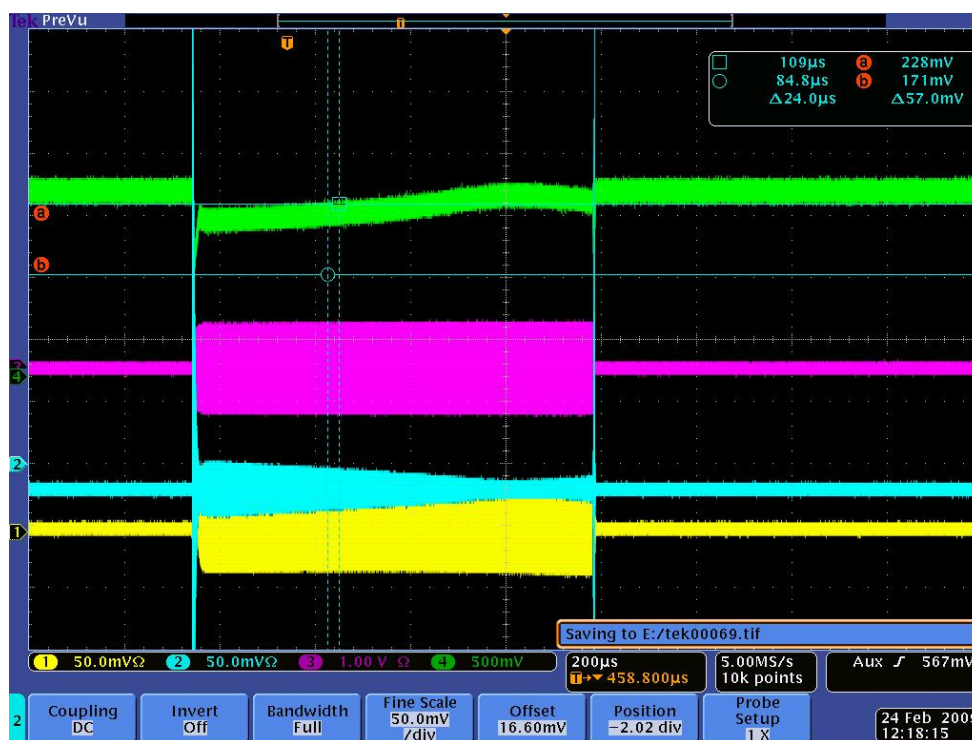 Tek PreVu
T
T
109µs a 228mV
84.8µs b 171mV
Δ24.0µs Δ57.0mV
a
b
4
2
1
Saving to E:/tek00069.tif
1 50.0mVΩ 2 50.0mVΩ 3 1.00 V Ω 4 500mV
200µs
T→▼ 458.800µs
5.00MS/s
10k points
Aux ∫ 567mV
2
Coupling
DC
Invert
Off
Bandwidth
Full
Fine Scale
50.0mV
/div
Offset
16.60mV
Position
-2.02 div
Probe
Setup
1 X
24 Feb 2009
12:18:15